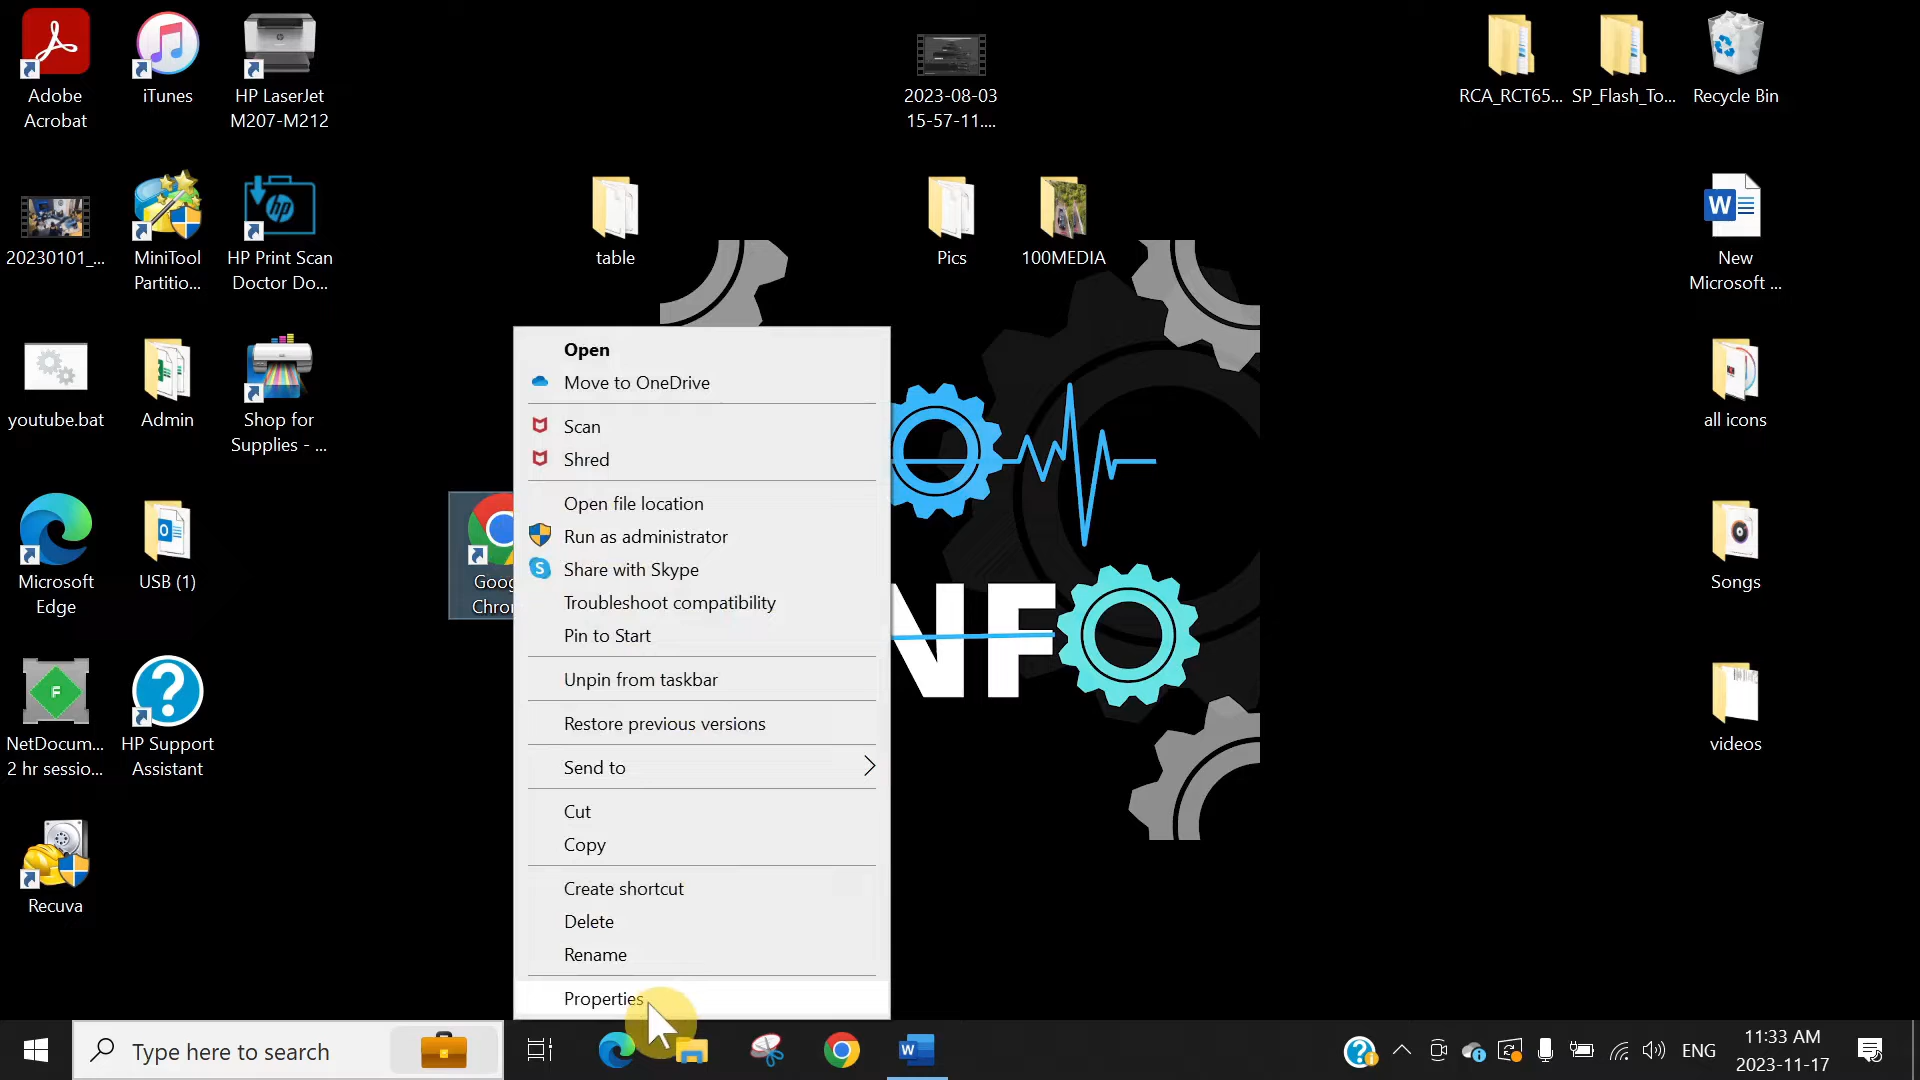 Adobe
Acrobat
iTunes
HP LaserJet
M207-M212
2023-08-03
15-57-11....
RCA_RCT65...
SP_Flash_To...
Recycle Bin
20230101_...
MiniTool
Partitio...
HP Print Scan
Doctor Do...
table
Pics
100MEDIA
New
Microsoft ...
youtube.bat
Admin
Shop for
Supplies - ...
all icons
Microsoft
Edge
USB (1)
Goog
Chro
Songs
NetDocum...
2 hr sessio...
HP Support
Assistant
videos
Recuva
Open
Move to OneDrive
Scan
Shred
Open file location
Run as administrator
Share with Skype
Troubleshoot compatibility
Pin to Start
Unpin from taskbar
Restore previous versions
Send to
Cut
Copy
Create shortcut
Delete
Rename
Properties
NF
Type here to search
ENG
11:33 AM
2023-11-17